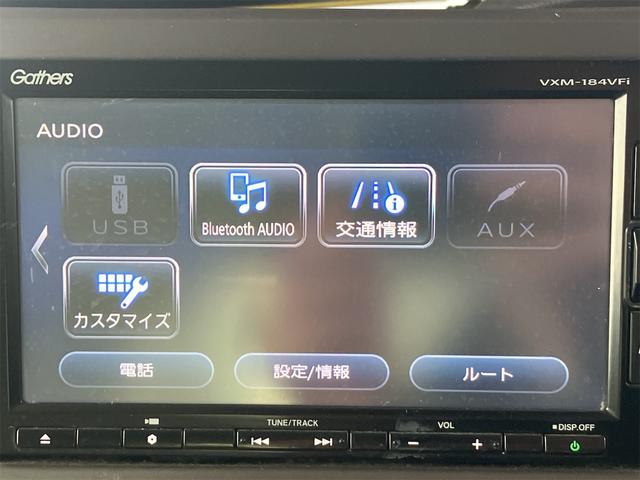 Gathers
VXM-184VFi
AUDIO
USB
Bluetooth AUDIO
交通情報
AUX
カスタマイズ
電話
設定/情報
ルート
TUNE/TRACK
VOL
DISP.OFF